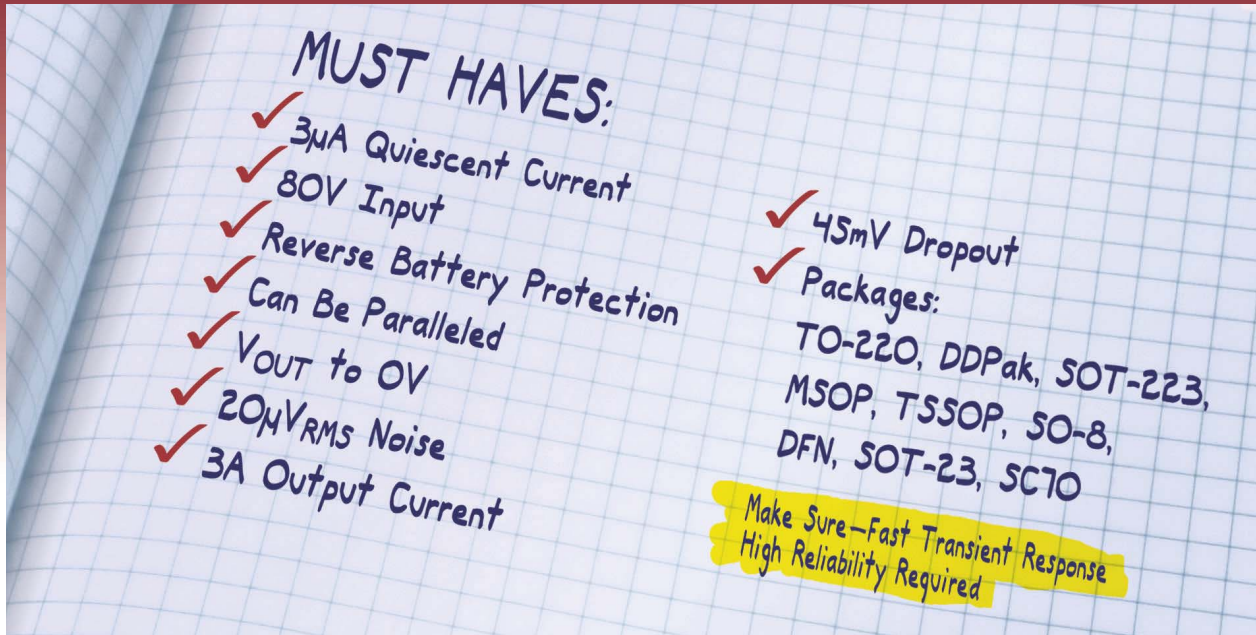 MUST HAVES:
3µA Quiescent Current
80V Input
Reverse Battery Protection
Can Be Paralleled
VOUT to 0V
20µVRMS Noise
3A Output Current
45mV Dropout
Packages:
TO-220, DDPak, SOT-223,
MSOP, TSSOP, SO-8,
DFN, SOT-23, SC70
Make Sure—Fast Transient Response
High Reliability Required